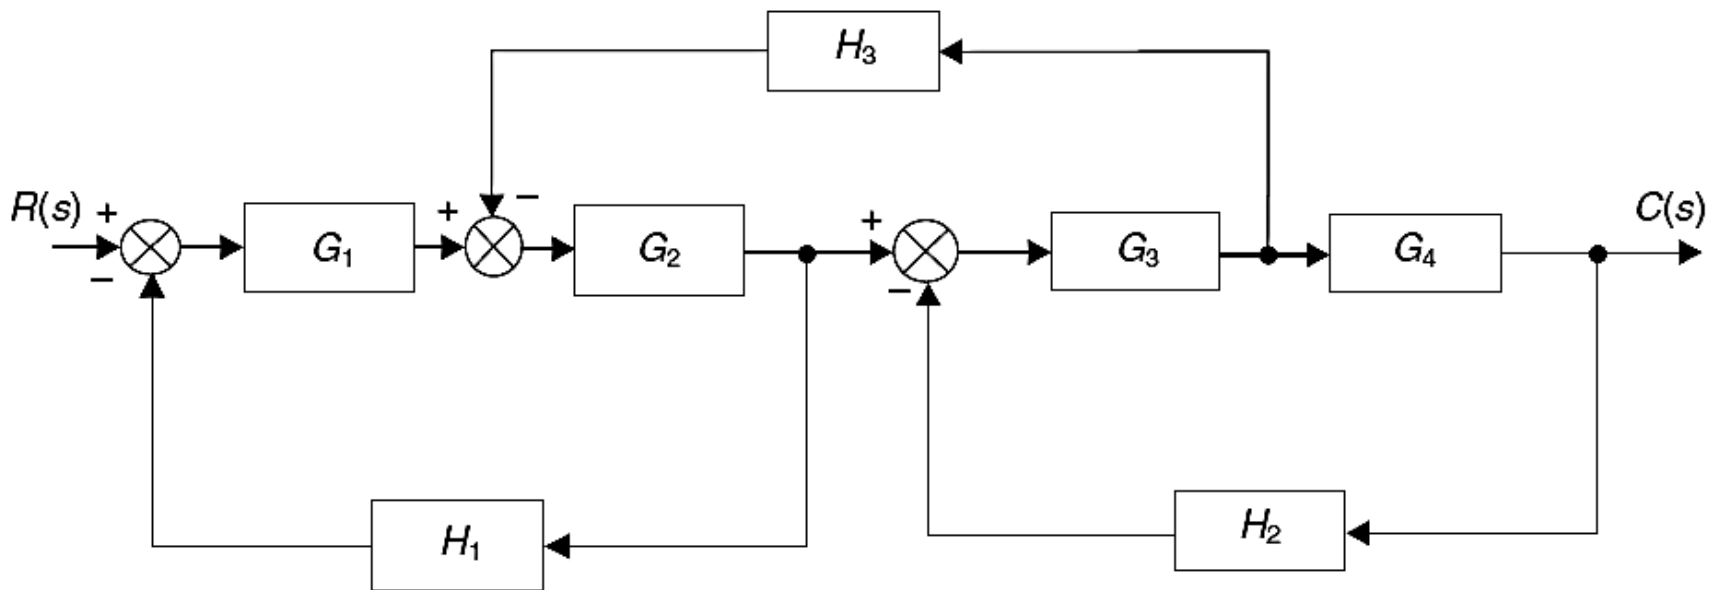 H₃
R(s) + − + − + − C(s)
G₁ G₂ G₃ G₄
H₁ H₂